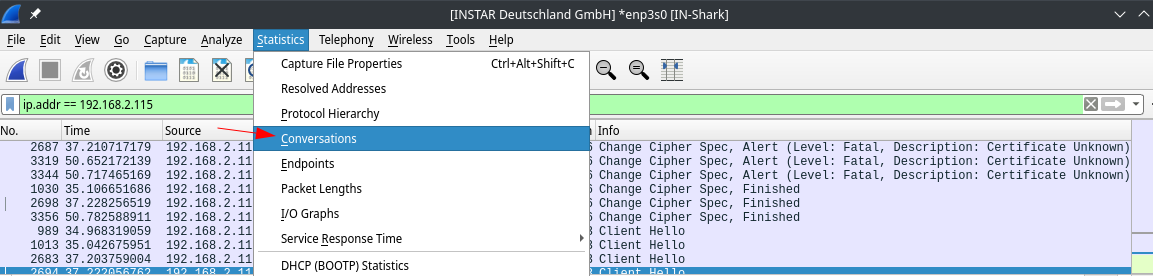 [INSTAR Deutschland GmbH] *enp3s0 [IN-Shark]
File Edit View Go Capture Analyze Statistics Telephony Wireless Tools Help
Capture File Properties Ctrl+Alt+Shift+C
Resolved Addresses
ip.addr == 192.168.2.115
Protocol Hierarchy
No. Time Source Info
Conversations
2687 37.210717179 192.168.2.11 Change Cipher Spec, Alert (Level: Fatal, Description: Certificate Unknown)
3319 50.652172139 192.168.2.11 Change Cipher Spec, Alert (Level: Fatal, Description: Certificate Unknown)
Endpoints
3344 50.717465169 192.168.2.11 Change Cipher Spec, Alert (Level: Fatal, Description: Certificate Unknown)
Packet Lengths
1030 35.106651686 192.168.2.11 Change Cipher Spec, Finished
2698 37.228256519 192.168.2.11 Change Cipher Spec, Finished
I/O Graphs
3356 50.782588911 192.168.2.11 Change Cipher Spec, Finished
989 34.968319059 192.168.2.11 Client Hello
Service Response Time
1013 35.042675951 192.168.2.11 Client Hello
2683 37.203759004 192.168.2.11 Client Hello
DHCP (BOOTP) Statistics
2694 37.222056762 192.168.2.11 Client Hello